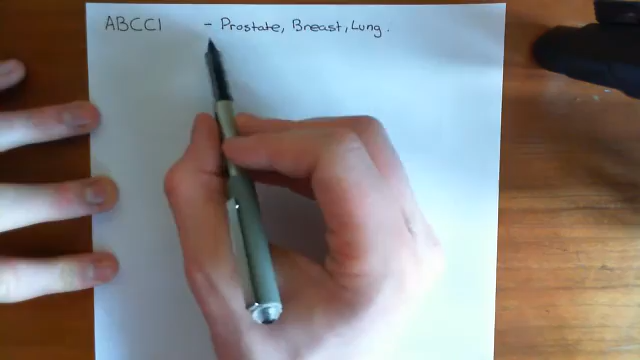 ABCC1 - Prostate, Breast, Lung.